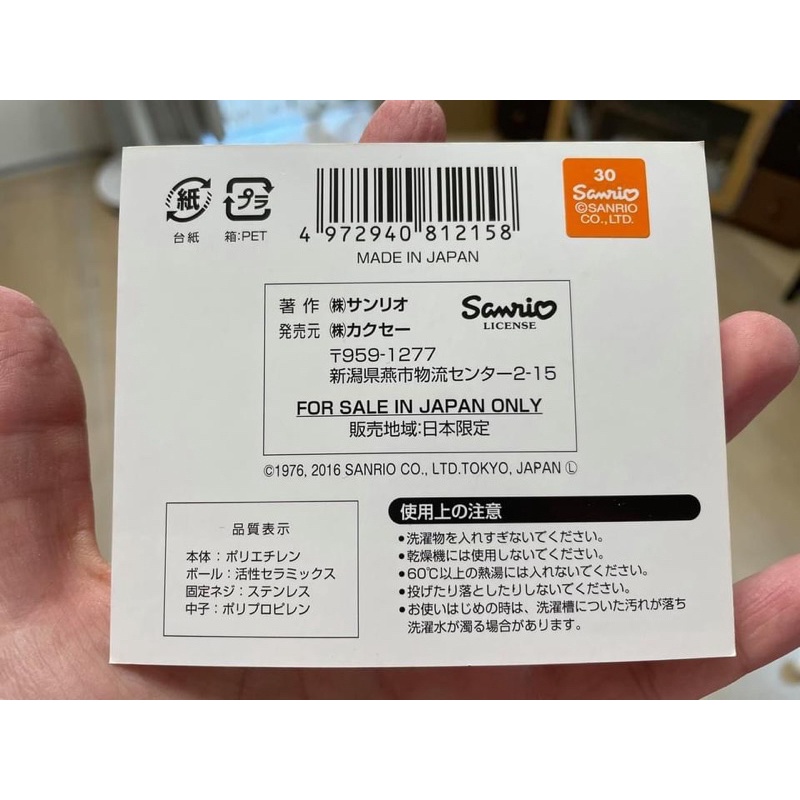 紙
プラ
台紙
箱:PET
4 972940 812158
MADE IN JAPAN
30
Sanrio
©SANRIO
CO.,LTD.
著作 ㈱サンリオ
Sanrio
LICENSE
発売元 ㈱カクセー
〒959-1277
新潟県燕市物流センター2-15
FOR SALE IN JAPAN ONLY
販売地域:日本限定
©1976, 2016 SANRIO CO., LTD.TOKYO, JAPAN Ⓛ
品質表示
本体：ポリエチレン
ボール：活性セラミックス
固定ネジ：ステンレス
中子：ポリプロピレン
使用上の注意
●洗濯物を入れすぎないでください。
●乾燥機には使用しないでください。
●60℃以上の熱湯には入れないでください。
●投げたり落としたりしないでください。
●お使いはじめの時は、洗濯槽についた汚れが落ち
洗濯水が濁る場合があります。